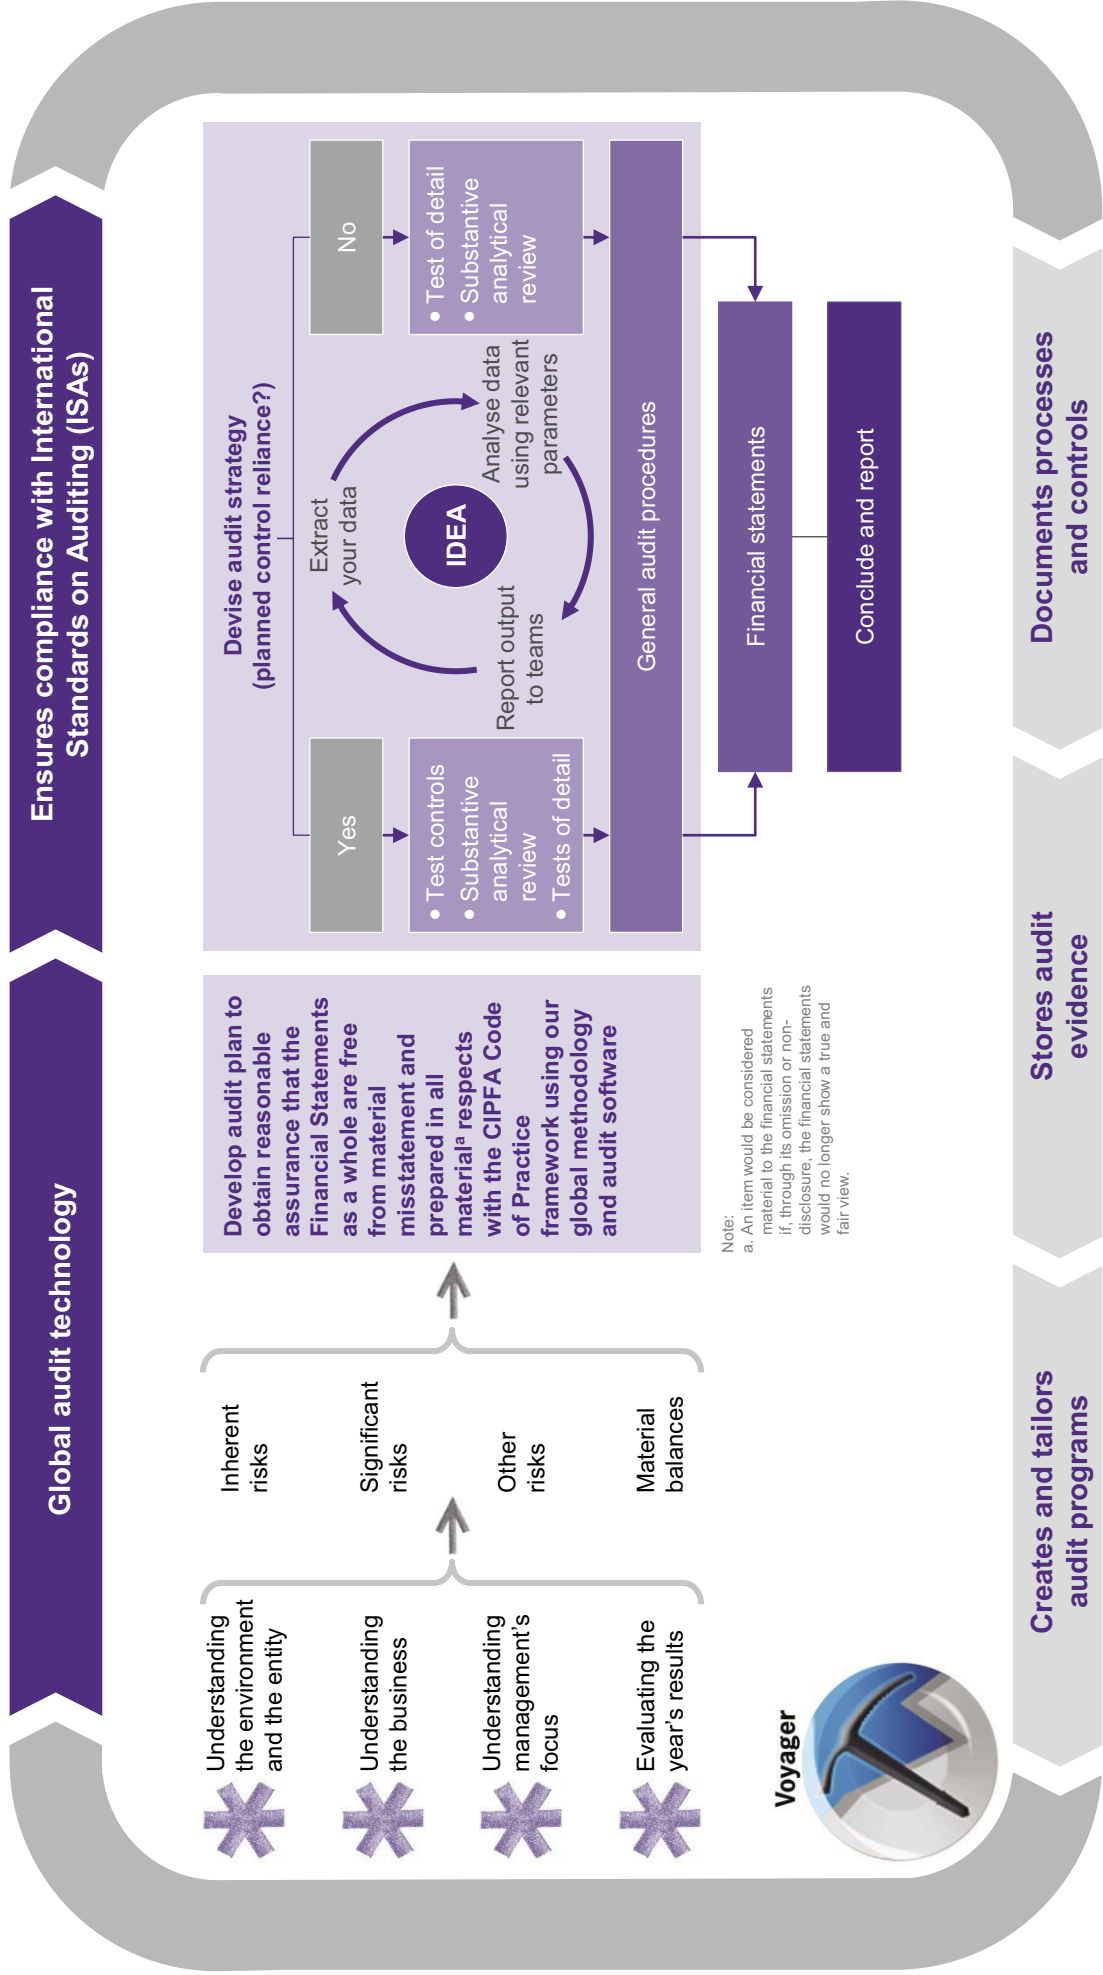 Global audit technology
Ensures compliance with International
Standards on Auditing (ISAs)
Understanding
the environment
and the entity
Understanding
the business
Understanding
management's
focus
Evaluating the
year's results
Inherent
risks
Significant
risks
Other
risks
Material
balances
Develop audit plan to
obtain reasonable
assurance that the
Financial Statements
as a whole are free
from material
misstatement and
prepared in all
materialª respects
with the CIPFA Code
of Practice
framework using our
global methodology
and audit software
Note:
a. An item would be considered
material to the financial statements
if, through its omission or non-
disclosure, the financial statements
would no longer show a true and
fair view.
Devise audit strategy
(planned control reliance?)
Yes
No
• Test controls
• Substantive
analytical
review
• Tests of detail
Extract
your data
IDEA
Report output
to teams
Analyse data
using relevant
parameters
• Test of detail
• Substantive
analytical
review
General audit procedures
Financial statements
Conclude and report
Voyager
Creates and tailors
audit programs
Stores audit
evidence
Documents processes
and controls